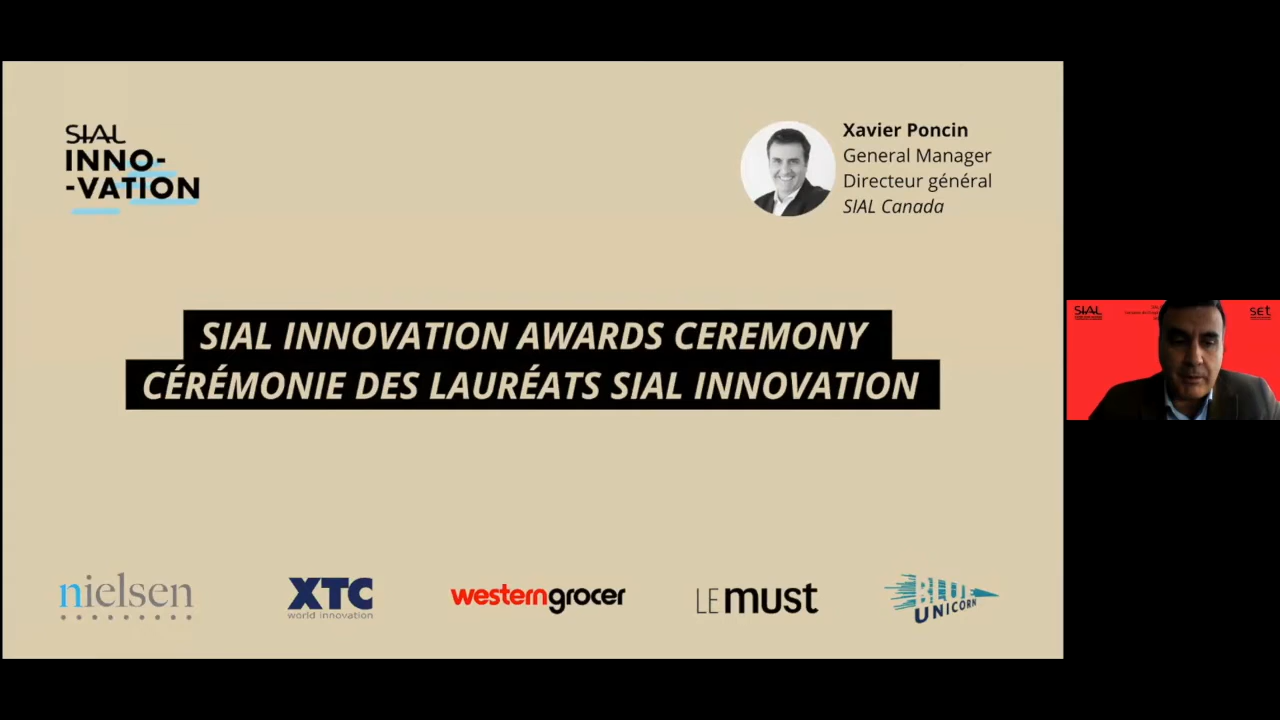 SIAL
INNO-
-VATION
Xavier Poncin
General Manager
Directeur général
SIAL Canada
SIAL INNOVATION AWARDS CEREMONY
CÉRÉMONIE DES LAURÉATS SIAL INNOVATION
nielsen
XTC
world innovation
westerngrocer
LE must
BLUE
UNICORN
SIAL
set